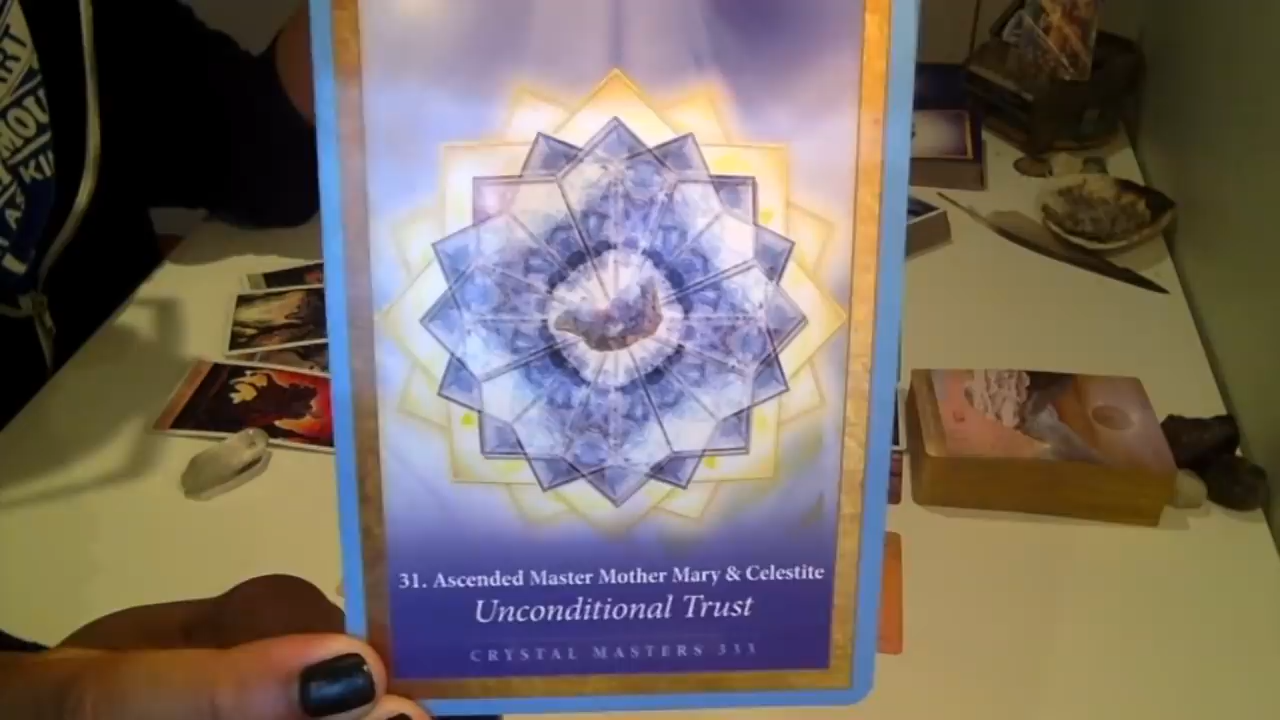 31. Ascended Master Mother Mary & Celestite
Unconditional Trust
CRYSTAL MASTERS 333